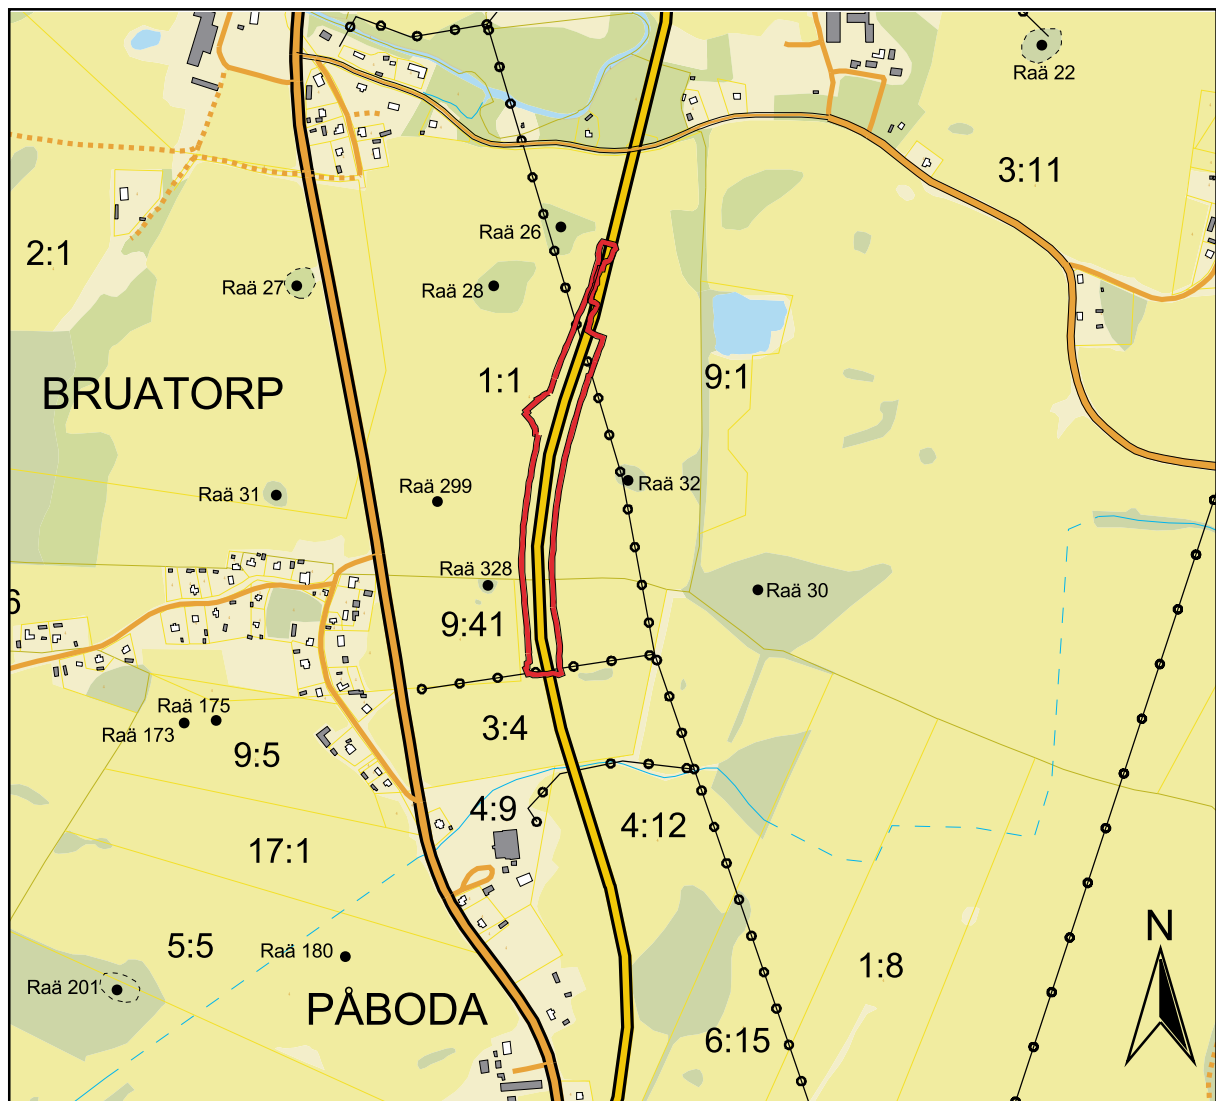 Raä 22
3:11
Raä 26
2:1
Raä 27
Raä 28
1:1
9:1
BRUATORP
Raä 299
Raä 32
Raä 31
Raä 328
Raä 30
6
9:41
Raä 175
Raä 173
3:4
9:5
4:9
4:12
17:1
N
5:5
Raä 180
1:8
Raä 201
PÅBODA
6:15